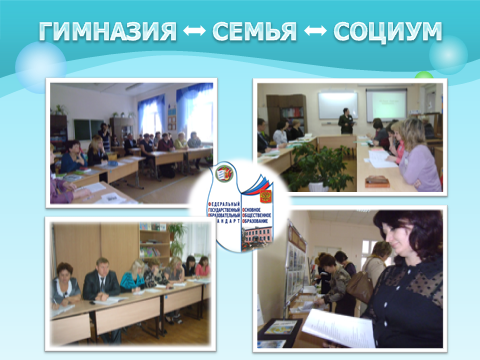 ГИМНАЗИЯ ↔ СЕМЬЯ ↔ СОЦИУМ
ФЕДЕРАЛЬНЫЙ
ГОСУДАРСТВЕННЫЙ
ОБРАЗОВАТЕЛЬНЫЙ
СТАНДАРТ
ОСНОВНОЕ
ОБЩЕСТВЕННОЕ
ОБРАЗОВАНИЕ